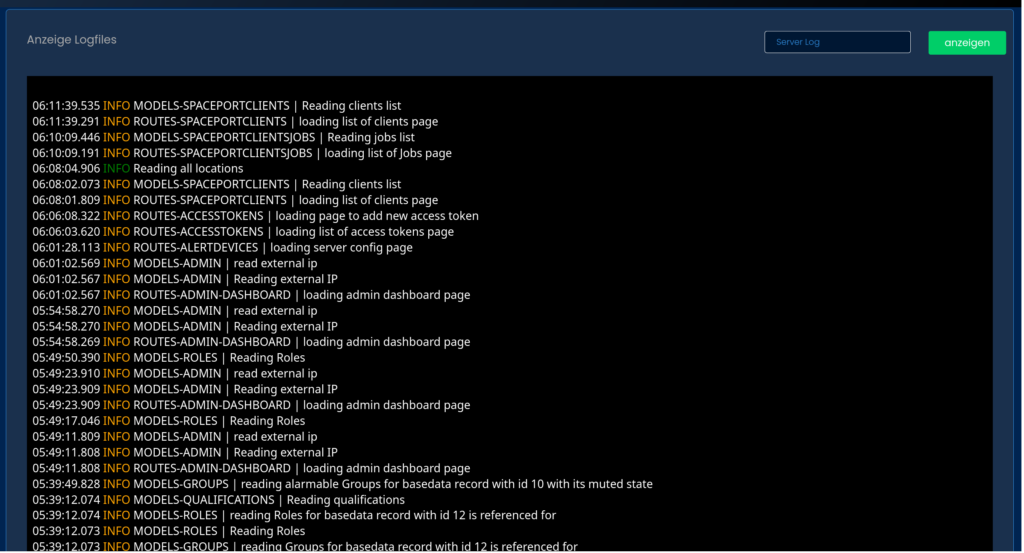 Anzeige Logfiles
Server Log
anzeigen
06:11:39.535 INFO MODELS-SPACEPORTCLIENTS | Reading clients list
06:11:39.291 INFO ROUTES-SPACEPORTCLIENTS | loading list of clients page
06:10:09.446 INFO MODELS-SPACEPORTCLIENTSJOBS | Reading jobs list
06:10:09.191 INFO ROUTES-SPACEPORTCLIENTSJOBS | loading list of Jobs page
06:08:04.906 INFO Reading all locations
06:08:02.073 INFO MODELS-SPACEPORTCLIENTS | Reading clients list
06:08:01.809 INFO ROUTES-SPACEPORTCLIENTS | loading list of clients page
06:06:08.322 INFO ROUTES-ACCESSTOKENS | loading page to add new access token
06:06:03.620 INFO ROUTES-ACCESSTOKENS | loading list of access tokens page
06:01:28.113 INFO ROUTES-ALERTDEVICES | loading server config page
06:01:02.569 INFO MODELS-ADMIN | read external ip
06:01:02.567 INFO MODELS-ADMIN | Reading external IP
06:01:02.567 INFO ROUTES-ADMIN-DASHBOARD | loading admin dashboard page
05:54:58.270 INFO MODELS-ADMIN | read external ip
05:54:58.270 INFO MODELS-ADMIN | Reading external IP
05:54:58.269 INFO ROUTES-ADMIN-DASHBOARD | loading admin dashboard page
05:49:50.390 INFO MODELS-ROLES | Reading Roles
05:49:23.910 INFO MODELS-ADMIN | read external ip
05:49:23.909 INFO MODELS-ADMIN | Reading external IP
05:49:23.909 INFO ROUTES-ADMIN-DASHBOARD | loading admin dashboard page
05:49:17.046 INFO MODELS-ROLES | Reading Roles
05:49:11.809 INFO MODELS-ADMIN | read external ip
05:49:11.808 INFO MODELS-ADMIN | Reading external IP
05:49:11.808 INFO ROUTES-ADMIN-DASHBOARD | loading admin dashboard page
05:39:49.828 INFO MODELS-GROUPS | reading alarmable Groups for basedata record with id 10 with its muted state
05:39:12.074 INFO MODELS-QUALIFICATIONS | Reading qualifications
05:39:12.074 INFO MODELS-ROLES | reading Roles for basedata record with id 12 is referenced for
05:39:12.073 INFO MODELS-ROLES | Reading Roles
05:39:12.073 INFO MODELS-GROUPS | reading Groups for basedata record with id 12 is referenced for